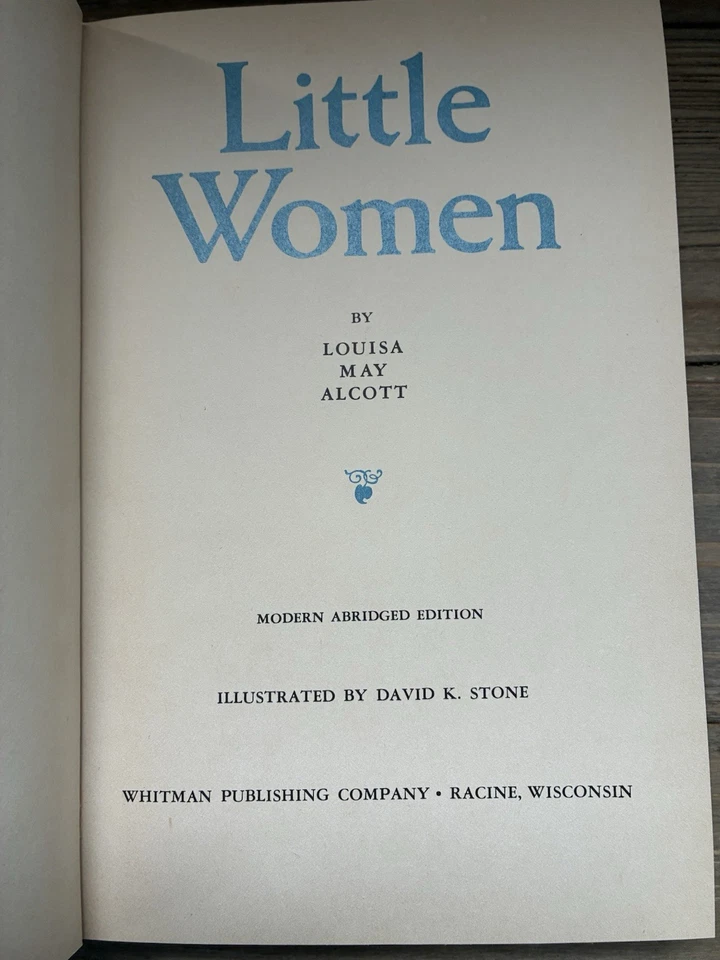 Little
Women
BY
LOUISA
MAY
ALCOTT
MODERN ABRIDGED EDITION
ILLUSTRATED BY DAVID K. STONE
WHITMAN PUBLISHING COMPANY • RACINE, WISCONSIN